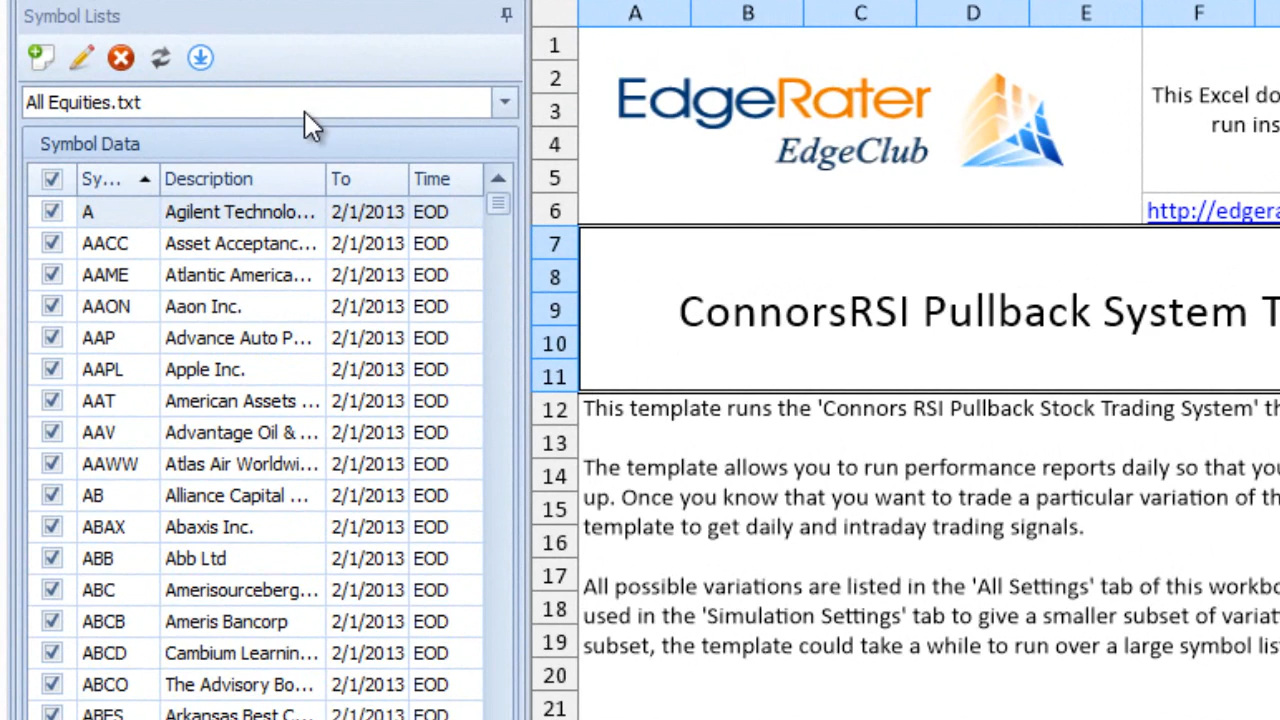 Symbol Lists
All Equities.txt
Symbol Data
Sy... Description To Time
A Agilent Technolo... 2/1/2013 EOD
AACC Asset Acceptanc... 2/1/2013 EOD
AAME Atlantic America... 2/1/2013 EOD
AAON Aaon Inc. 2/1/2013 EOD
AAP Advance Auto P... 2/1/2013 EOD
AAPL Apple Inc. 2/1/2013 EOD
AAT American Assets ... 2/1/2013 EOD
AAV Advantage Oil & ... 2/1/2013 EOD
AAWW Atlas Air Worldwi... 2/1/2013 EOD
AB Alliance Capital ... 2/1/2013 EOD
ABAX Abaxis Inc. 2/1/2013 EOD
ABB Abb Ltd 2/1/2013 EOD
ABC Amerisourceberg... 2/1/2013 EOD
ABCB Ameris Bancorp 2/1/2013 EOD
ABCD Cambium Learnin... 2/1/2013 EOD
ABCO The Advisory Bo... 2/1/2013 EOD
ABFS Arkansas Best C... 2/1/2013 EOD
A B C D E F
1
2
3
4
5
6
7
8
9
10
11
12
13
14
15
16
17
18
19
20
21
EdgeRater
EdgeClub
This Excel do
run ins
http://edgera
ConnorsRSI Pullback System T
This template runs the 'Connors RSI Pullback Stock Trading System' th
The template allows you to run performance reports daily so that you
up. Once you know that you want to trade a particular variation of th
template to get daily and intraday trading signals.
All possible variations are listed in the 'All Settings' tab of this workbo
used in the 'Simulation Settings' tab to give a smaller subset of variat
subset, the template could take a while to run over a large symbol lis